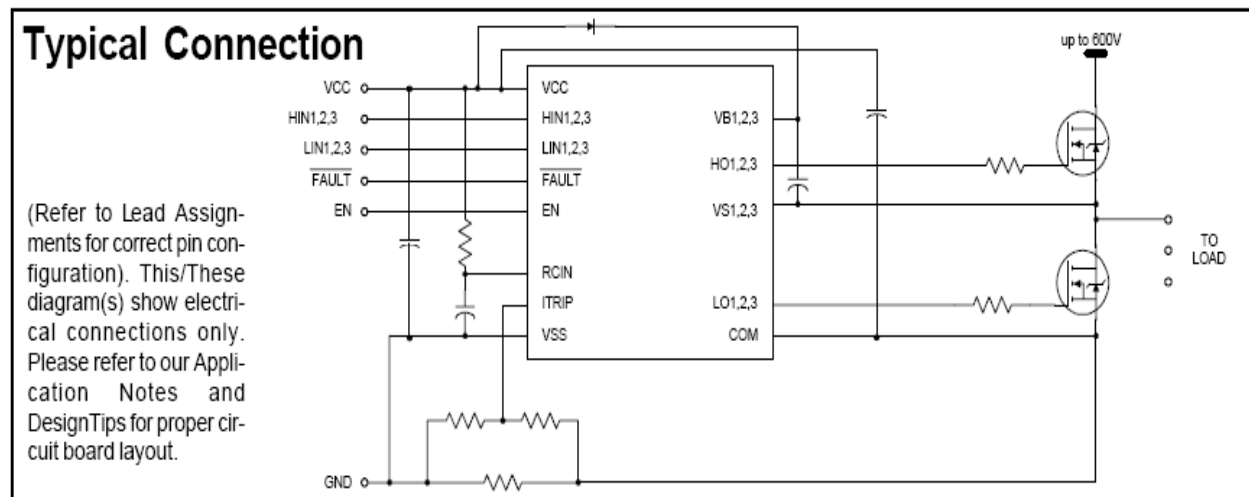 Typical Connection
up to 600V
VCC
HIN1,2,3
LIN1,2,3
FAULT
EN
GND
VCC
HIN1,2,3
LIN1,2,3
FAULT
EN
RCIN
ITRIP
VSS
VB1,2,3
HO1,2,3
VS1,2,3
LO1,2,3
COM
TO
LOAD
(Refer to Lead Assign-
ments for correct pin con-
figuration). This/These
diagram(s) show electri-
cal connections only.
Please refer to our Appli-
cation Notes and
DesignTips for proper cir-
cuit board layout.